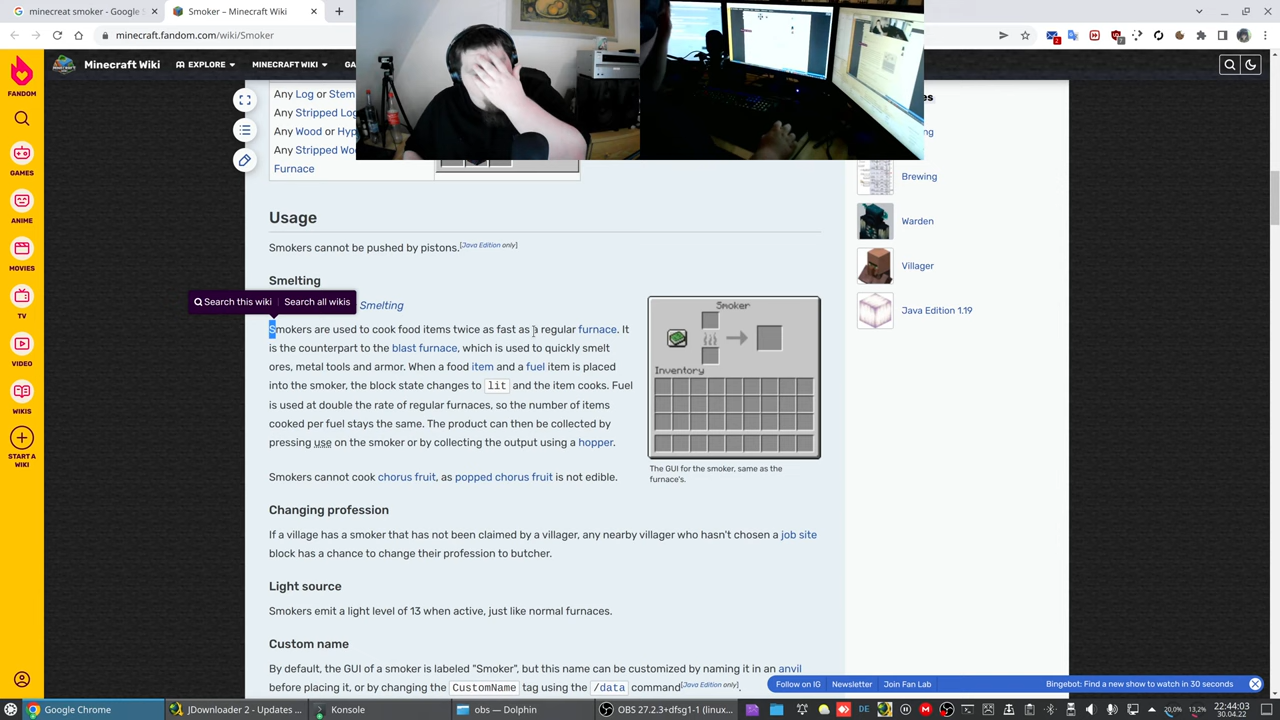 minecreat smoker - Google
Smoker – Minecraft Wiki
minecraft.fandom.com/wiki/Smoker
2
FANDOM
GAMES
ANIME
MOVIES
TV
VIDEO
WIKIS
START A
WIKI
Minecraft Wiki
EXPLORE
MINECRAFT WIKI
GA
Any Log or Stem
Any Stripped Log
Any Wood or Hyp
Any Stripped Wo
Furnace
Brewing
Warden
Villager
Java Edition 1.19
Usage
Smokers cannot be pushed by pistons.[Java Edition only]
Smelting
Search this wiki
Search all wikis
Smelting
Smokers are used to cook food items twice as fast as a regular furnace. It
is the counterpart to the blast furnace, which is used to quickly smelt
ores, metal tools and armor. When a food item and a fuel item is placed
into the smoker, the block state changes to lit and the item cooks. Fuel
is used at double the rate of regular furnaces, so the number of items
cooked per fuel stays the same. The product can then be collected by
pressing use on the smoker or by collecting the output using a hopper.
Smoker
Inventory
The GUI for the smoker, same as the
furnace's.
Smokers cannot cook chorus fruit, as popped chorus fruit is not edible.
Changing profession
If a village has a smoker that has not been claimed by a villager, any nearby villager who hasn't chosen a job site
block has a chance to change their profession to butcher.
Light source
Smokers emit a light level of 13 when active, just like normal furnaces.
Custom name
By default, the GUI of a smoker is labeled "Smoker", but this name can be customized by naming it in an anvil
before placing it, or by changing the CustomName tag using the /data command[Java Edition only].
Follow on IG
Newsletter
Join Fan Lab
Bingebot: Find a new show to watch in 30 seconds
Google Chrome
JDownloader 2 - Updates ...
Konsole
obs — Dolphin
OBS 27.2.3+dfsg1-1 (linux...
DE
20,0%
13,2%
22:44:03
30.04.22